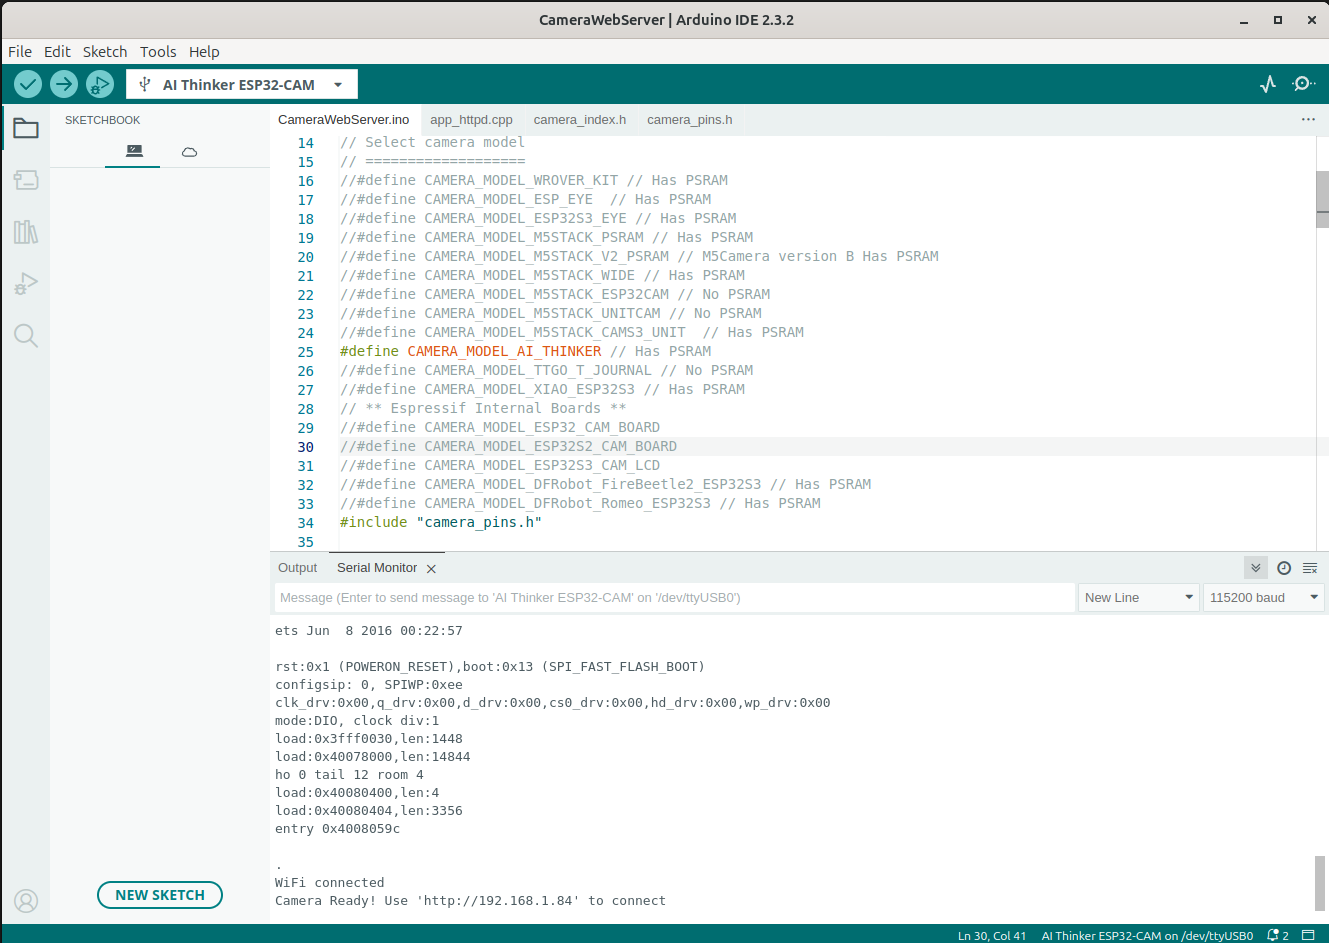 CameraWebServer | Arduino IDE 2.3.2
File Edit Sketch Tools Help
AI Thinker ESP32-CAM
SKETCHBOOK
CameraWebServer.ino app_httpd.cpp camera_index.h camera_pins.h ...
14 // Select camera model
15 // ===================
16 //#define CAMERA_MODEL_WROVER_KIT // Has PSRAM
17 //#define CAMERA_MODEL_ESP_EYE  // Has PSRAM
18 //#define CAMERA_MODEL_ESP32S3_EYE // Has PSRAM
19 //#define CAMERA_MODEL_M5STACK_PSRAM // Has PSRAM
20 //#define CAMERA_MODEL_M5STACK_V2_PSRAM // M5Camera version B Has PSRAM
21 //#define CAMERA_MODEL_M5STACK_WIDE // Has PSRAM
22 //#define CAMERA_MODEL_M5STACK_ESP32CAM // No PSRAM
23 //#define CAMERA_MODEL_M5STACK_UNITCAM // No PSRAM
24 //#define CAMERA_MODEL_M5STACK_CAMS3_UNIT  // Has PSRAM
25 #define CAMERA_MODEL_AI_THINKER // Has PSRAM
26 //#define CAMERA_MODEL_TTGO_T_JOURNAL // No PSRAM
27 //#define CAMERA_MODEL_XIAO_ESP32S3 // Has PSRAM
28 // ** Espressif Internal Boards **
29 //#define CAMERA_MODEL_ESP32_CAM_BOARD
30 //#define CAMERA_MODEL_ESP32S2_CAM_BOARD
31 //#define CAMERA_MODEL_ESP32S3_CAM_LCD
32 //#define CAMERA_MODEL_DFRobot_FireBeetle2_ESP32S3 // Has PSRAM
33 //#define CAMERA_MODEL_DFRobot_Romeo_ESP32S3 // Has PSRAM
34 #include "camera_pins.h"
35
Output Serial Monitor
Message (Enter to send message to 'AI Thinker ESP32-CAM' on '/dev/ttyUSB0') New Line 115200 baud
ets Jun  8 2016 00:22:57
rst:0x1 (POWERON_RESET),boot:0x13 (SPI_FAST_FLASH_BOOT)
configsip: 0, SPIWP:0xee
clk_drv:0x00,q_drv:0x00,d_drv:0x00,cs0_drv:0x00,hd_drv:0x00,wp_drv:0x00
mode:DIO, clock div:1
load:0x3fff0030,len:1448
load:0x40078000,len:14844
ho 0 tail 12 room 4
load:0x40080400,len:4
load:0x40080404,len:3356
entry 0x4008059c
.
WiFi connected
Camera Ready! Use 'http://192.168.1.84' to connect
NEW SKETCH
Ln 30, Col 41 AI Thinker ESP32-CAM on /dev/ttyUSB0 2